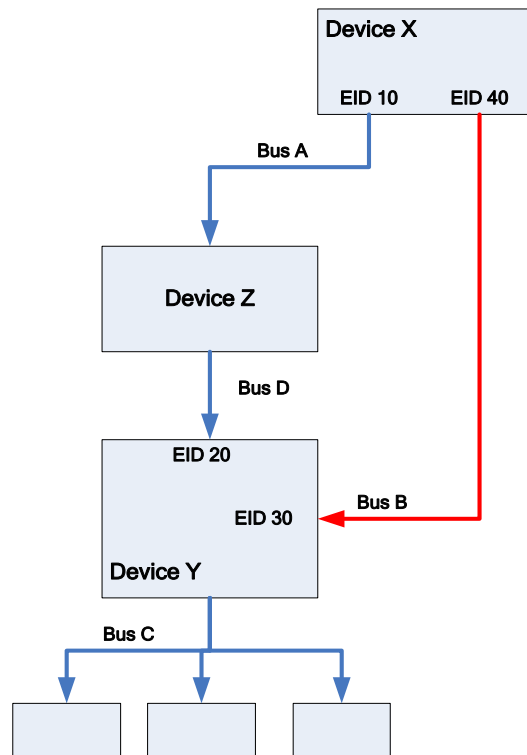 Device X
EID 10 EID 40
Bus A
Device Z
Bus D
EID 20
EID 30
Bus B
Device Y
Bus C